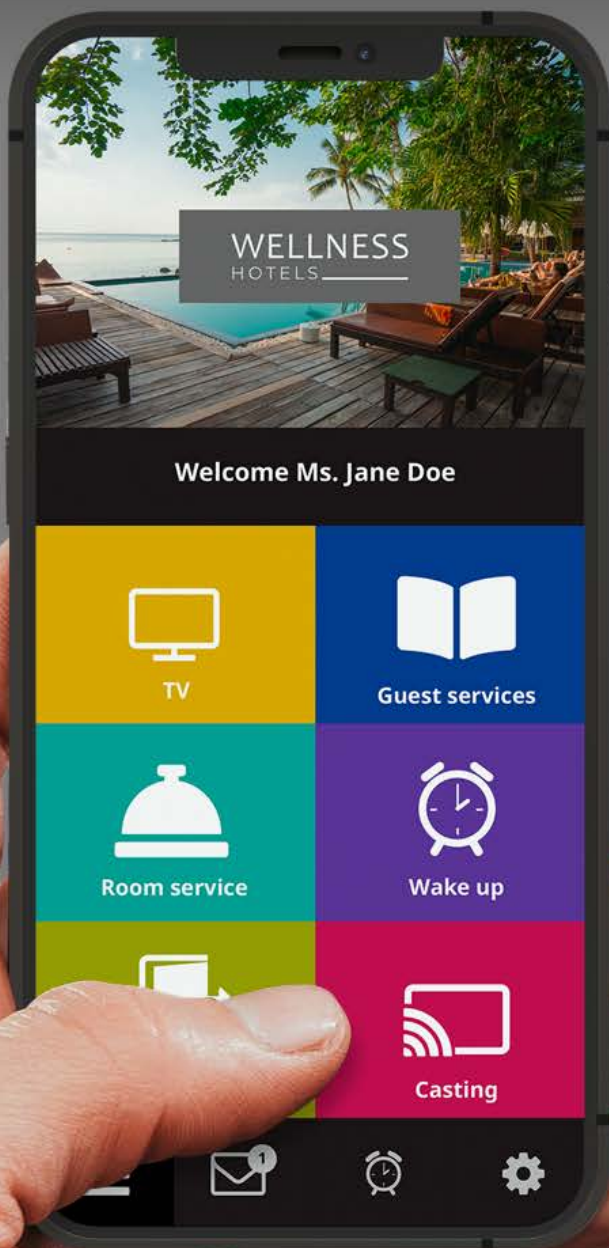 WELLNESS
HOTELS
Welcome Ms. Jane Doe
TV
Guest services
Room service
Wake up
Casting
1